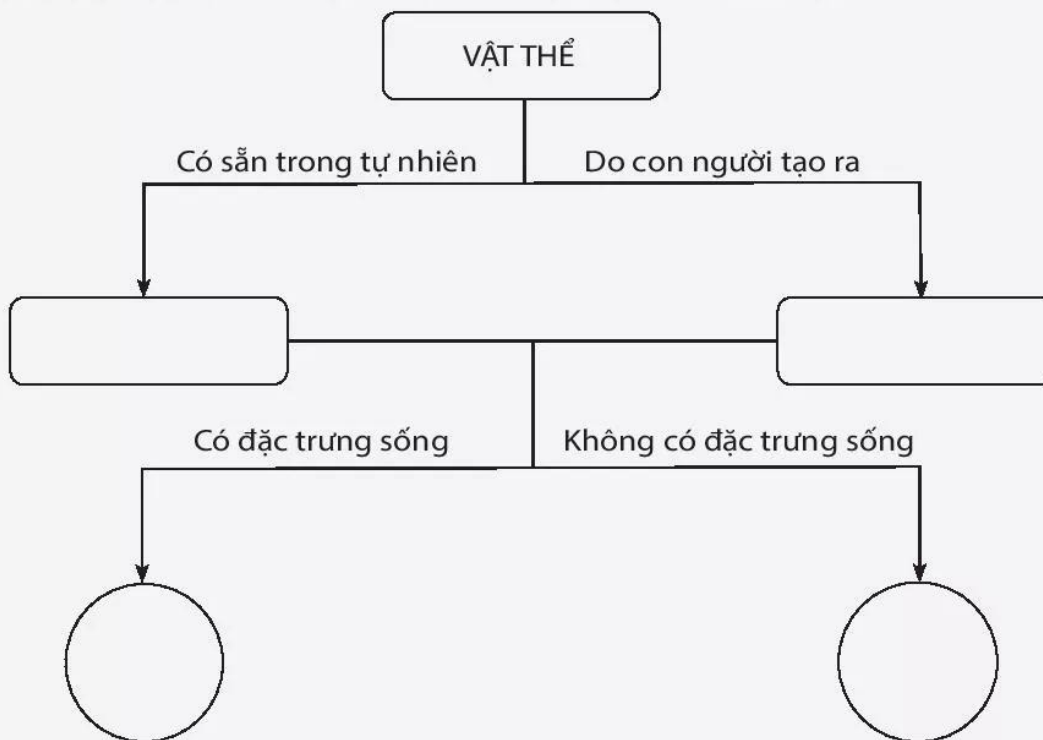 VẬT THỂ
Có sẵn trong tự nhiên
Do con người tạo ra
Có đặc trưng sống
Không có đặc trưng sống